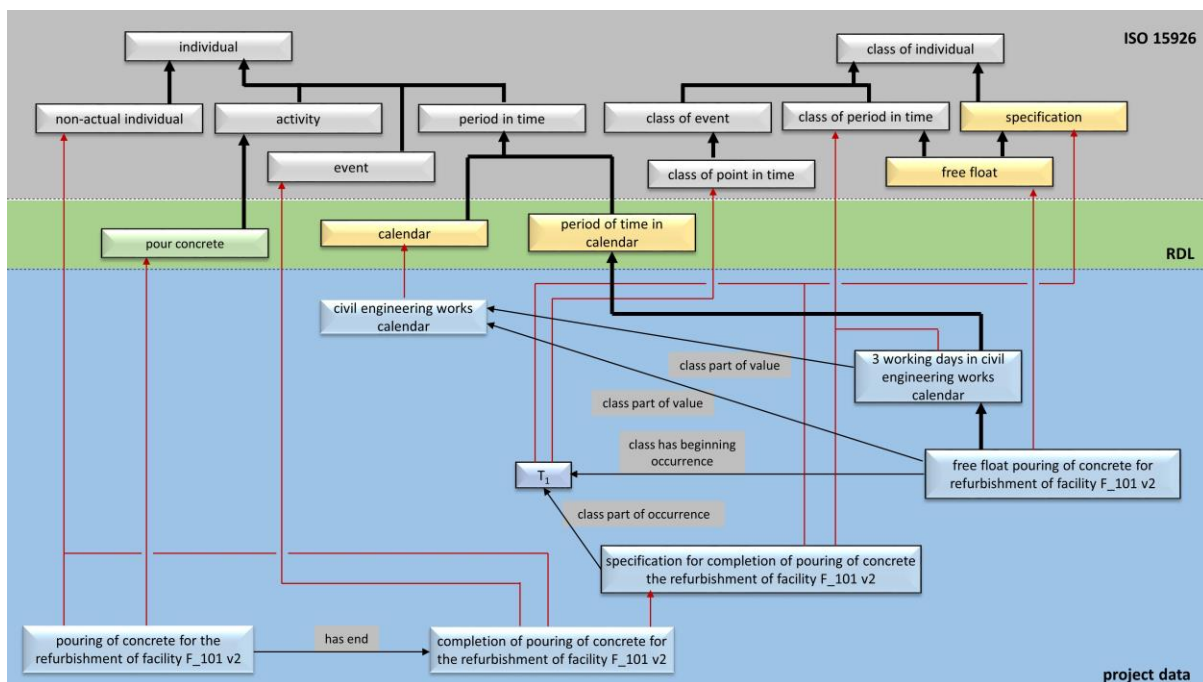 individual
class of individual
ISO 15926
non-actual individual
activity
period in time
class of event
class of period in time
specification
event
class of point in time
free float
pour concrete
calendar
period of time in
calendar
RDL
civil engineering works
calendar
class part of value
3 working days in civil
engineering works
calendar
class part of value
class has beginning
occurrence
T₁
free float pouring of concrete for
refurbishment of facility F_101 v2
class part of occurrence
specification for completion of pouring of concrete
the refurbishment of facility F_101 v2
pouring of concrete for the
refurbishment of facility F_101 v2
has end
completion of pouring of concrete for
the refurbishment of facility F_101 v2
project data